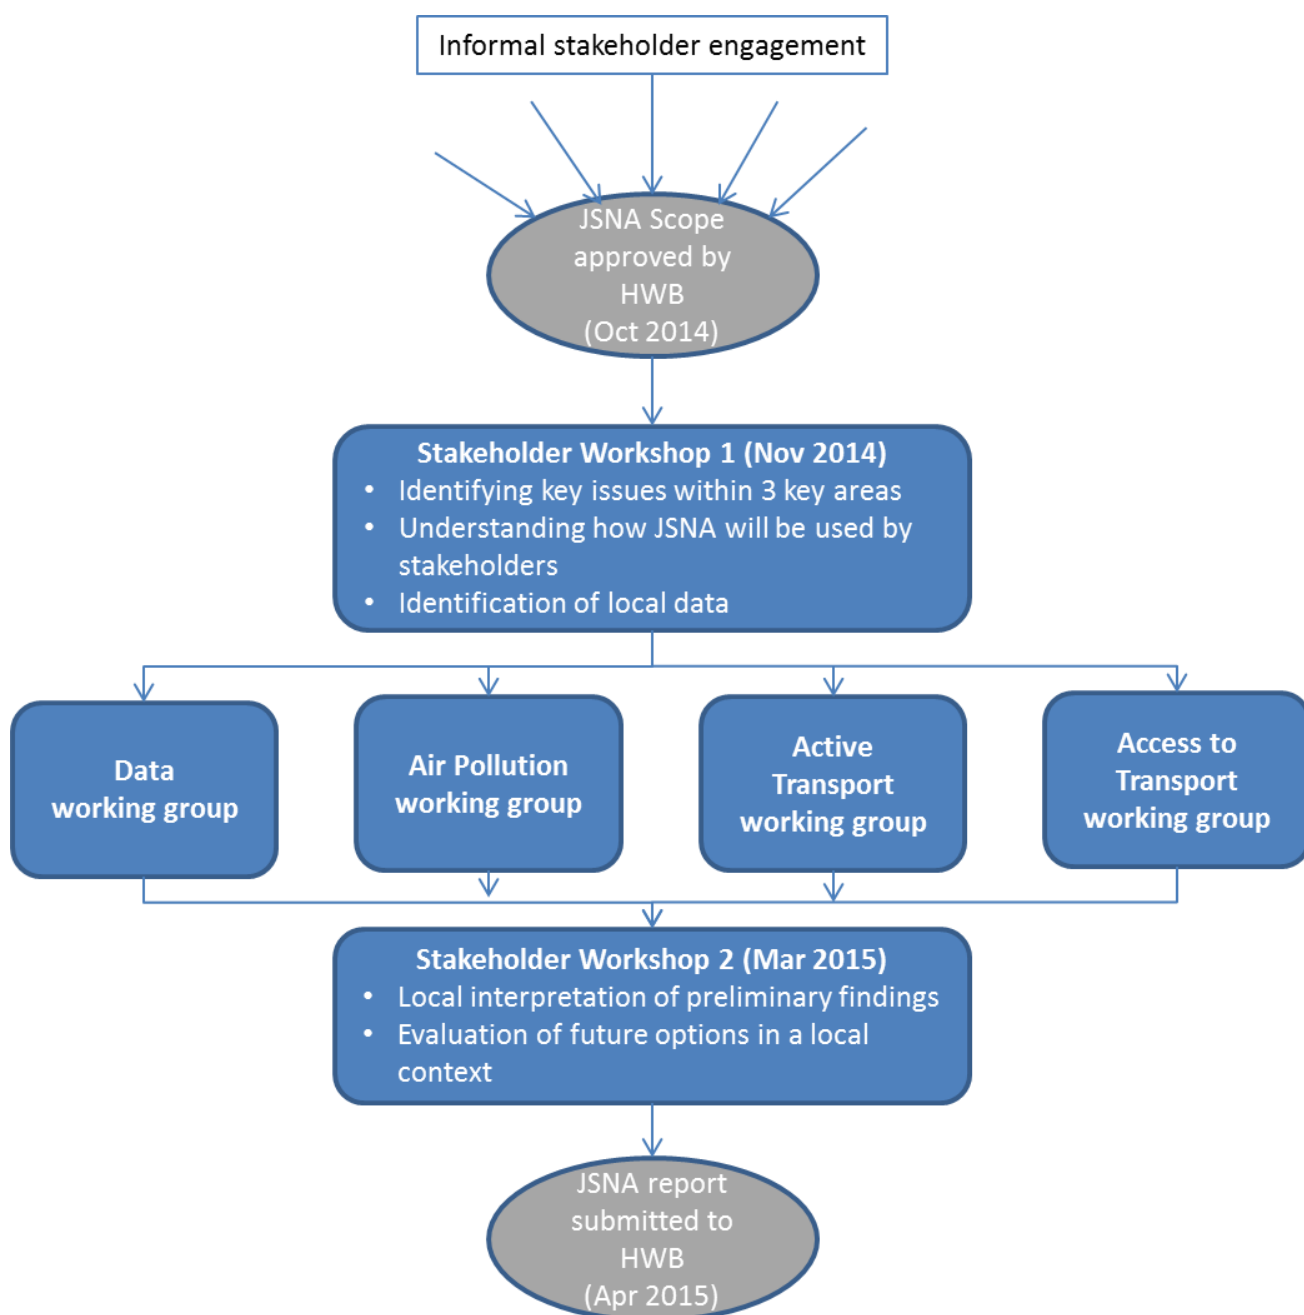 Informal stakeholder engagement
JSNA Scope
approved by
HWB
(Oct 2014)
Stakeholder Workshop 1 (Nov 2014)
• Identifying key issues within 3 key areas
• Understanding how JSNA will be used by
stakeholders
• Identification of local data
Data
working group
Air Pollution
working group
Active
Transport
working group
Access to
Transport
working group
Stakeholder Workshop 2 (Mar 2015)
• Local interpretation of preliminary findings
• Evaluation of future options in a local
context
JSNA report
submitted to
HWB
(Apr 2015)